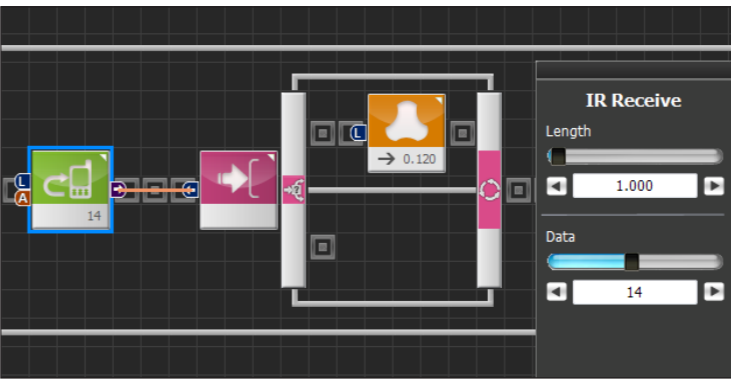 L
A
14
L
→ 0.120
?
IR Receive
Length
1.000
Data
14